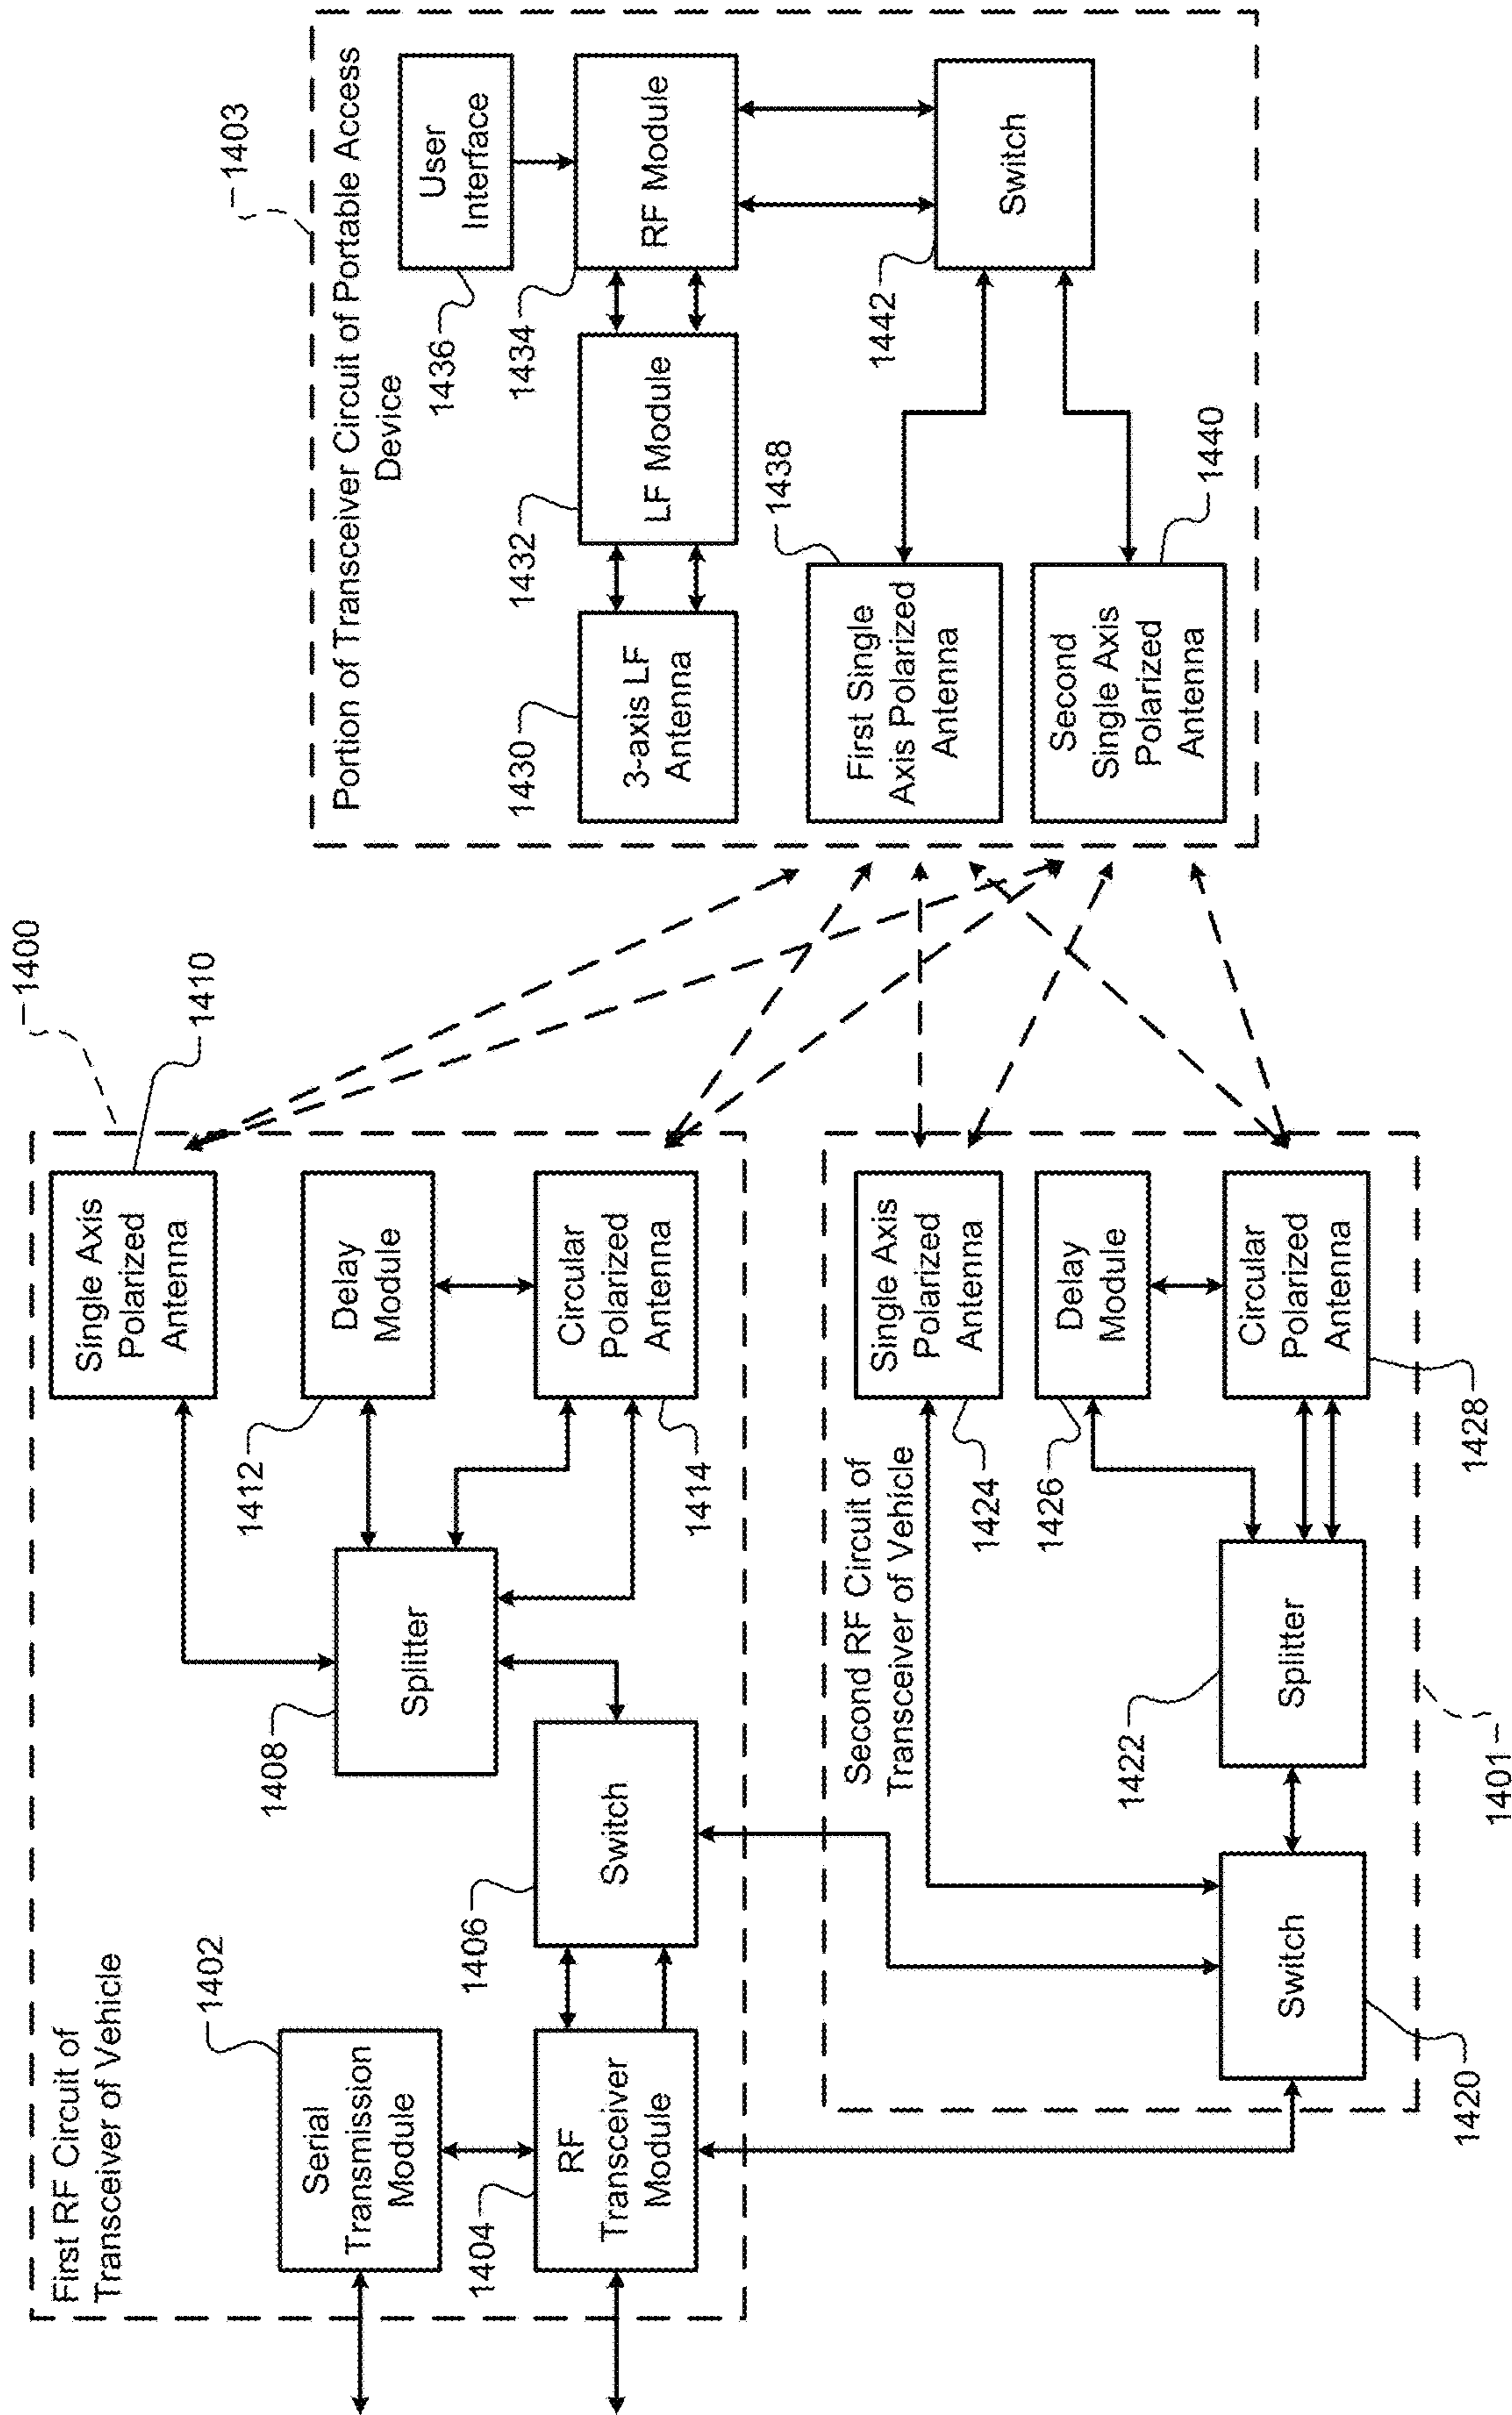 First RF Circuit of
Transceiver of Vehicle
1400
1402
Serial
Transmission
Module
1404
RF
Transceiver
Module
1406
Switch
1408
Splitter
Single Axis
Polarized
Antenna
1410
1412
Delay
Module
Circular
Polarized
Antenna
1414
Second RF Circuit of
Transceiver of Vehicle
1401
Switch
1420
1422
Splitter
Single Axis
Polarized
Antenna
1424
Delay
Module
1426
Circular
Polarized
Antenna
1428
1403
Portion of Transceiver Circuit of Portable Access
Device
1430
3-axis LF
Antenna
1432
LF Module
1434
RF Module
1436
User
Interface
1438
First Single
Axis Polarized
Antenna
1440
Second
Single Axis
Polarized
Antenna
1442
Switch